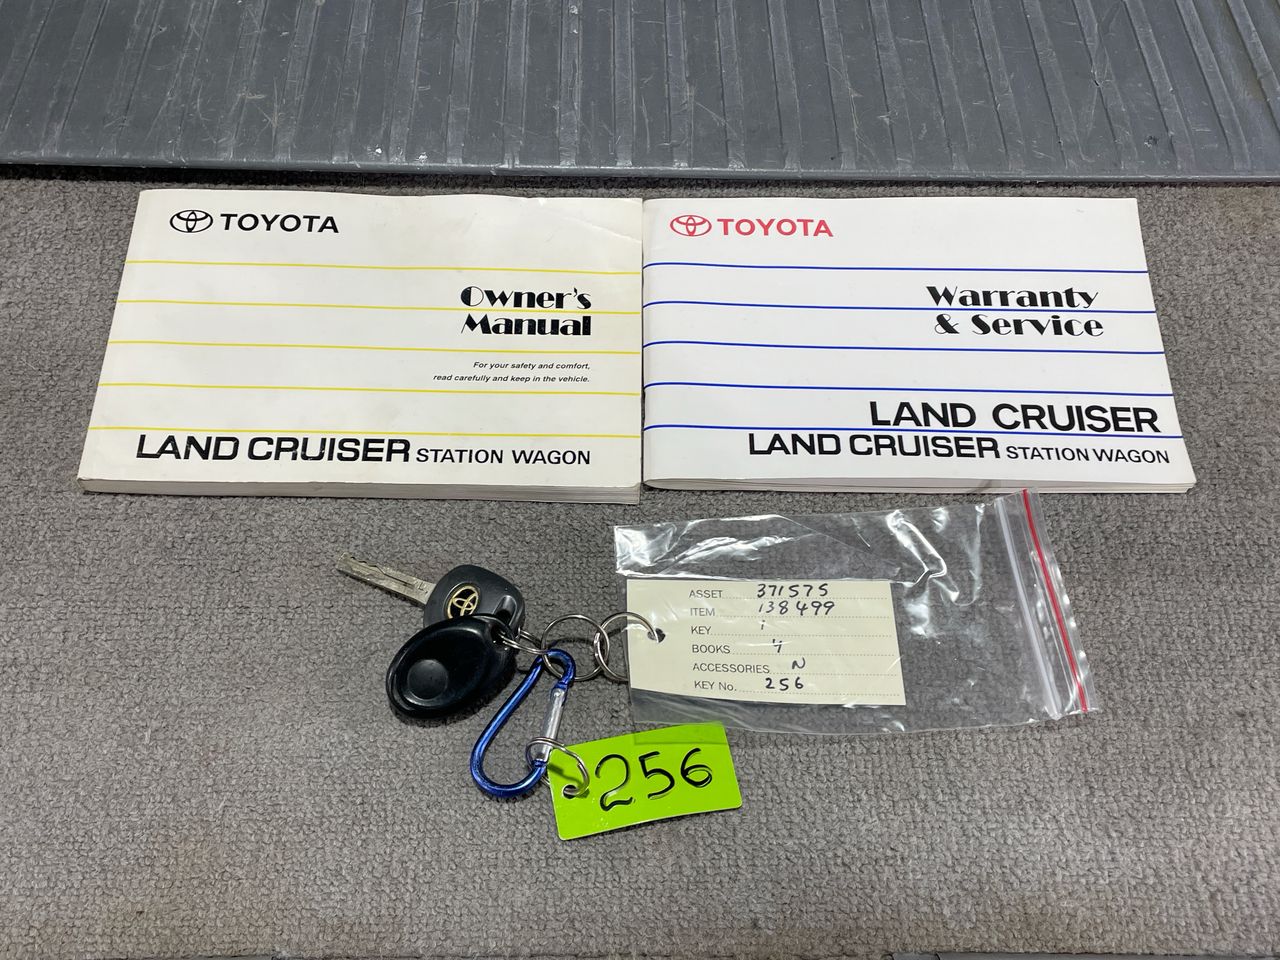 TOYOTA
Owner's
Manual
For your safety and comfort,
read carefully and keep in the vehicle.
LAND CRUISER STATION WAGON
TOYOTA
Warranty
& Service
LAND CRUISER
LAND CRUISER STATION WAGON
ASSET 371575
ITEM 138499
KEY 1
BOOKS 4
ACCESSORIES N
KEY No. 256
256